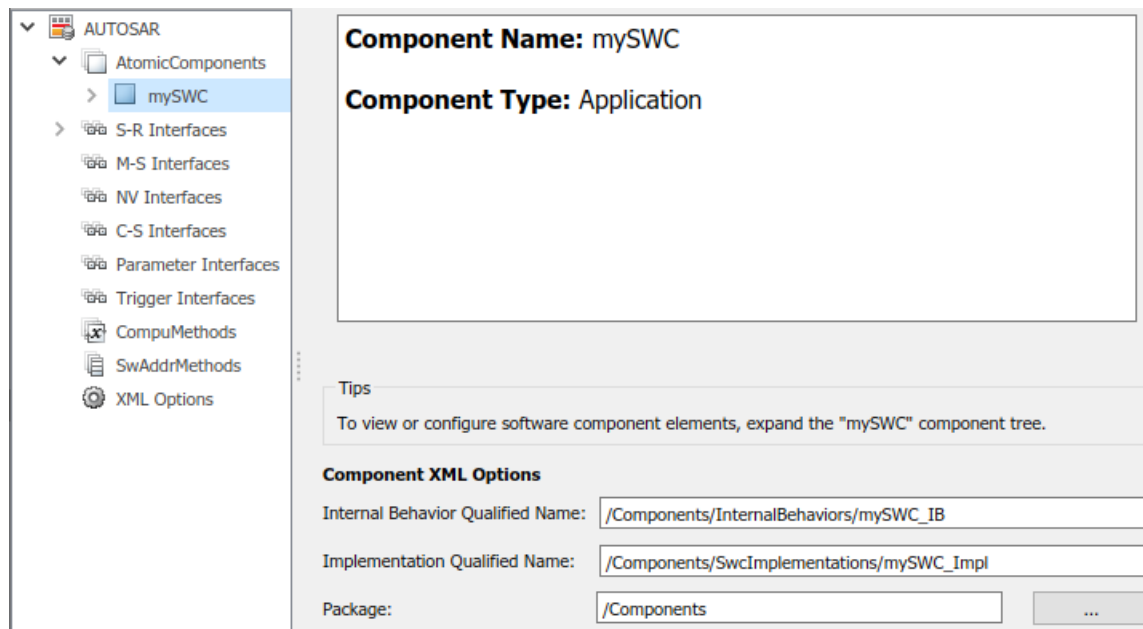 AUTOSAR
AtomicComponents
mySWC
S-R Interfaces
M-S Interfaces
NV Interfaces
C-S Interfaces
Parameter Interfaces
Trigger Interfaces
CompuMethods
SwAddrMethods
XML Options
Component Name: mySWC
Component Type: Application
Tips
To view or configure software component elements, expand the "mySWC" component tree.
Component XML Options
Internal Behavior Qualified Name: /Components/InternalBehaviors/mySWC_IB
Implementation Qualified Name: /Components/SwcImplementations/mySWC_Impl
Package: /Components ...